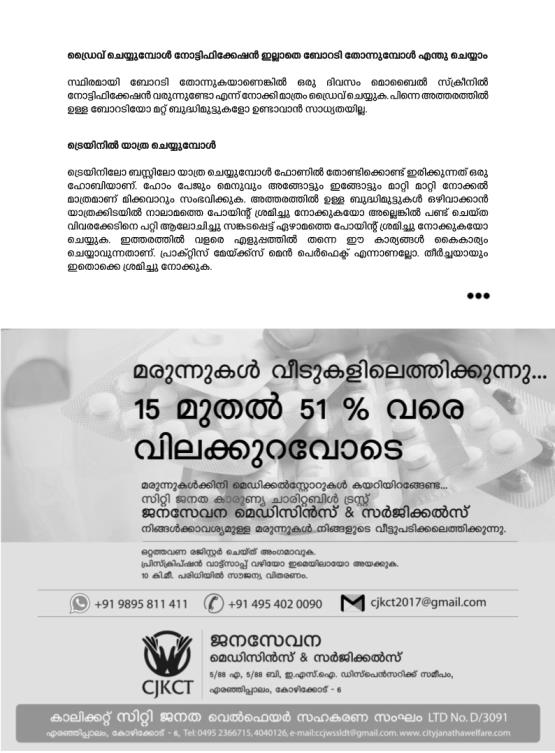 ഡ്രൈവ് ചെയ്യുമ്പോൾ നോട്ടിഫിക്കേഷൻ ഇല്ലാതെ ബോറടി തോന്നുമ്പോൾ എന്തു ചെയ്യാം
സ്ഥിരമായി ബോറടി തോന്നുകയാണെങ്കിൽ ഒരു ദിവസം മൊബൈൽ സ്ക്രീനിൽ
നോട്ടിഫിക്കേഷൻ വരുന്നുണ്ടോ എന്ന് നോക്കി മാത്രം ഡ്രൈവ് ചെയ്യുക. പിന്നെ അത്തരത്തിൽ
ഉള്ള ബോറടിയോ മറ്റ് ബുദ്ധിമുട്ടുകളോ ഉണ്ടാവാൻ സാധ്യതയില്ല.
ട്രെയിനിൽ യാത്ര ചെയ്യുമ്പോൾ
ട്രെയിനിലോ ബസ്സിലോ യാത്ര ചെയ്യുമ്പോൾ ഫോണിൽ തോണ്ടിക്കൊണ്ട് ഇരിക്കുന്നത് ഒരു
ഹോബിയാണ്. ഹോം പേജും മെനുവും അങ്ങോട്ടും ഇങ്ങോട്ടും മാറ്റി മാറ്റി നോക്കൽ
മാത്രമാണ് മിക്കവാറും സംഭവിക്കുക. അത്തരത്തിൽ ഉള്ള ബുദ്ധിമുട്ടുകൾ ഒഴിവാക്കാൻ
യാത്രക്കിടയിൽ നാലാമത്തെ പോയിന്റ് ശ്രമിച്ചു നോക്കുകയോ അല്ലെങ്കിൽ പണ്ട് ചെയ്ത
വിവരക്കേടിനെ പറ്റി ആലോചിച്ചു സങ്കടപ്പെട്ട് ഏഴാമത്തെ പോയിന്റ് ശ്രമിച്ചു നോക്കുകയോ
ചെയ്യുക. ഇത്തരത്തിൽ വളരെ എളുപ്പത്തിൽ തന്നെ ഈ കാര്യങ്ങൾ കൈകാര്യം
ചെയ്യാവുന്നതാണ്. പ്രാക്റ്റിസ് മേയ്ക്ക്സ് മെൻ പെർഫെക്റ്റ് എന്നാണല്ലോ. തീർച്ചയായും
ഇതൊക്കെ ശ്രമിച്ചു നോക്കുക.
●●●
മരുന്നുകൾ വീടുകളിലെത്തിക്കുന്നു...
15 മുതൽ 51 % വരെ
വിലക്കുറവോടെ
മരുന്നുകൾക്കിനി മെഡിക്കൽസ്റ്റോറുകൾ കയറിയിറങ്ങേണ്ട...
സിറ്റി ജനത കാരുണ്യ ചാരിറ്റബിൾ ട്രസ്റ്റ്
ജനസേവന മെഡിസിൻസ് & സർജിക്കൽസ്
നിങ്ങൾക്കാവശ്യമുള്ള മരുന്നുകൾ നിങ്ങളുടെ വീട്ടുപടിക്കലെത്തിക്കുന്നു.
ഒറ്റത്തവണ രജിസ്റ്റർ ചെയ്ത് അംഗമാവുക.
പ്രിസ്ക്രിപ്ഷൻ വാട്ട്സാപ്പ് വഴിയോ ഇമെയിലായോ അയക്കുക.
10 കി.മീ. പരിധിയിൽ സൗജന്യ വിതരണം.
+91 9895 811 411 +91 495 402 0090 cjkct2017@gmail.com
CJKCT
ജനസേവന
മെഡിസിൻസ് & സർജിക്കൽസ്
5/88 എ, 5/88 ബി, ഇ.എസ്.ഐ. ഡിസ്പെൻസറിക്ക് സമീപം,
എരഞ്ഞിപ്പാലം, കോഴിക്കോട് - 6
കാലിക്കറ്റ് സിറ്റി ജനത വെൽഫെയർ സഹകരണ സംഘം LTD No. D/3091
എരഞ്ഞിപ്പാലം, കോഴിക്കോട് - 6, Tel: 0495 2366715, 4040126, e-mail:ccjwssldt@gmail.com. www.cityjanathawelfare.com